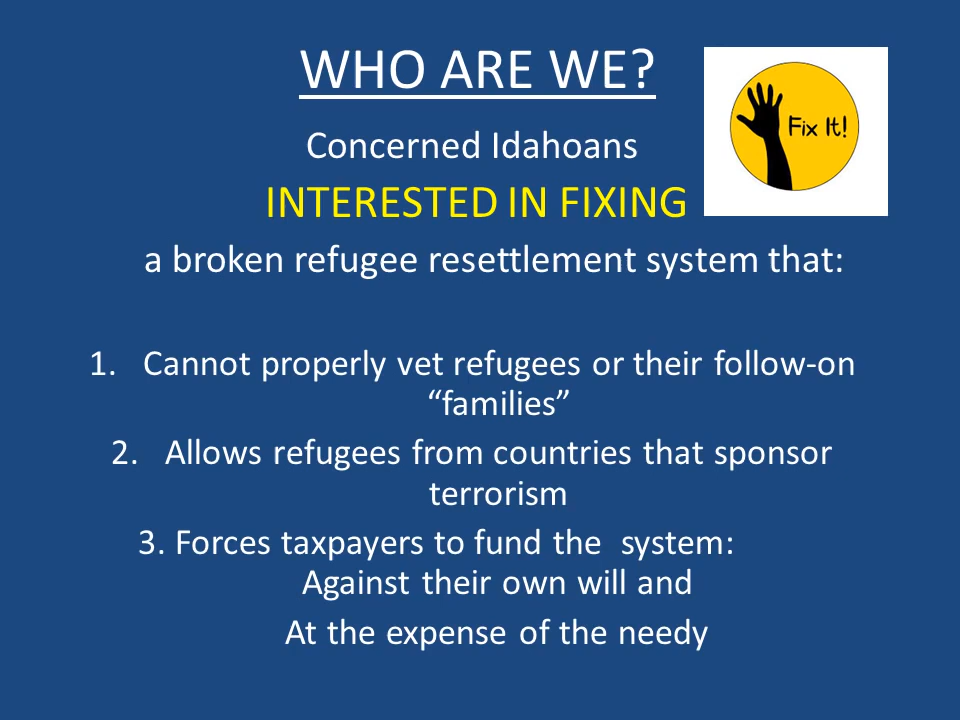 WHO ARE WE?
Fix It!
Concerned Idahoans
INTERESTED IN FIXING
a broken refugee resettlement system that:
1. Cannot properly vet refugees or their follow-on
“families”
2. Allows refugees from countries that sponsor
terrorism
3. Forces taxpayers to fund the system:
Against their own will and
At the expense of the needy